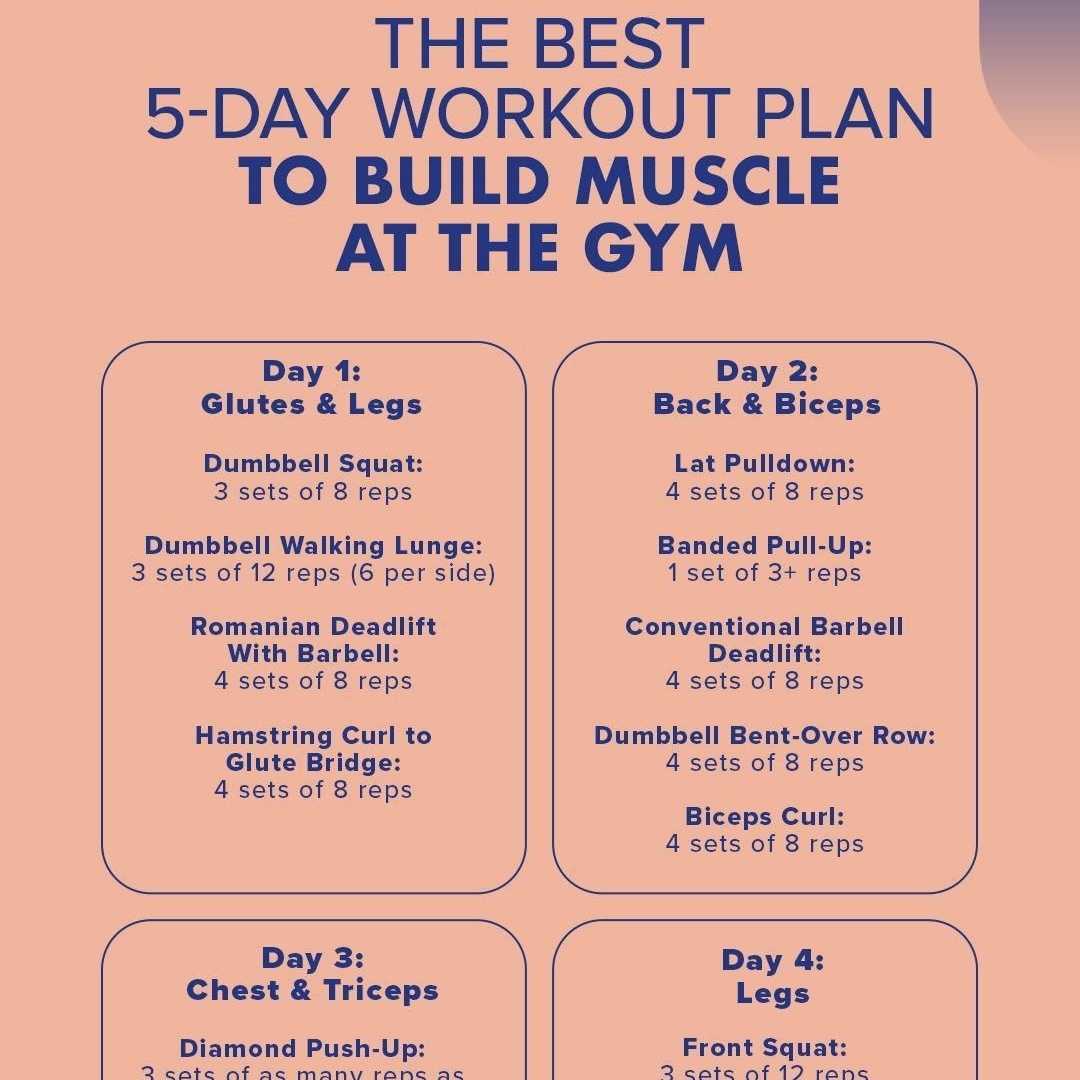 THE BEST
5-DAY WORKOUT PLAN
TO BUILD MUSCLE
AT THE GYM
Day 1:
Glutes & Legs
Dumbbell Squat:
3 sets of 8 reps
Dumbbell Walking Lunge:
3 sets of 12 reps (6 per side)
Romanian Deadlift
With Barbell:
4 sets of 8 reps
Hamstring Curl to
Glute Bridge:
4 sets of 8 reps
Day 2:
Back & Biceps
Lat Pulldown:
4 sets of 8 reps
Banded Pull-Up:
1 set of 3+ reps
Conventional Barbell
Deadlift:
4 sets of 8 reps
Dumbbell Bent-Over Row:
4 sets of 8 reps
Biceps Curl:
4 sets of 8 reps
Day 3:
Chest & Triceps
Diamond Push-Up:
3 sets of as many reps as
Day 4:
Legs
Front Squat:
3 sets of 12 reps